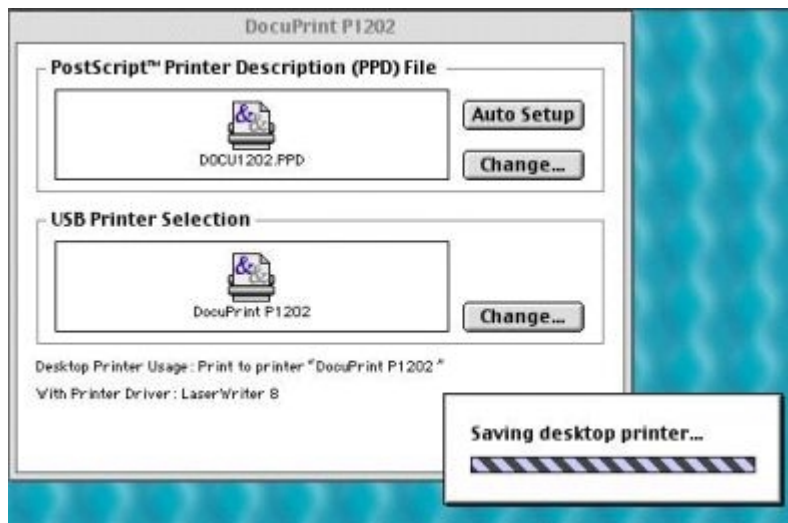 DocuPrint P1202
PostScript™ Printer Description (PPD) File
Auto Setup
DOCU1202.PPD
Change...
USB Printer Selection
DocuPrint P1202
Change...
Desktop Printer Usage: Print to printer "DocuPrint P1202 "
With Printer Driver: LaserWriter 8
Saving desktop printer...